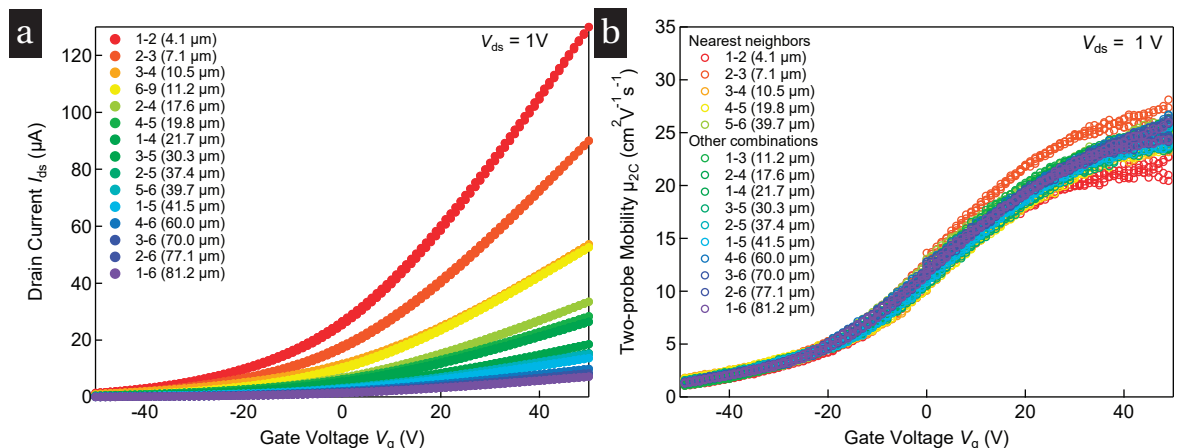 a
120
100
80
60
40
20
0
Drain Current Ids (µA)
1-2 (4.1 µm)
2-3 (7.1 µm)
3-4 (10.5 µm)
6-9 (11.2 µm)
2-4 (17.6 µm)
4-5 (19.8 µm)
1-4 (21.7 µm)
3-5 (30.3 µm)
2-5 (37.4 µm)
5-6 (39.7 µm)
1-5 (41.5 µm)
4-6 (60.0 µm)
3-6 (70.0 µm)
2-6 (77.1 µm)
1-6 (81.2 µm)
Vds = 1V
-40 -20 0 20 40
Gate Voltage Vg (V)
b
35
30
25
20
15
10
5
0
Two-probe Mobility µ2C (cm2V-1s-1)
Nearest neighbors
1-2 (4.1 µm)
2-3 (7.1 µm)
3-4 (10.5 µm)
4-5 (19.8 µm)
5-6 (39.7 µm)
Other combinations
1-3 (11.2 µm)
2-4 (17.6 µm)
1-4 (21.7 µm)
3-5 (30.3 µm)
2-5 (37.4 µm)
1-5 (41.5 µm)
4-6 (60.0 µm)
3-6 (70.0 µm)
2-6 (77.1 µm)
1-6 (81.2 µm)
Vds = 1 V
-40 -20 0 20 40
Gate Voltage Vg (V)